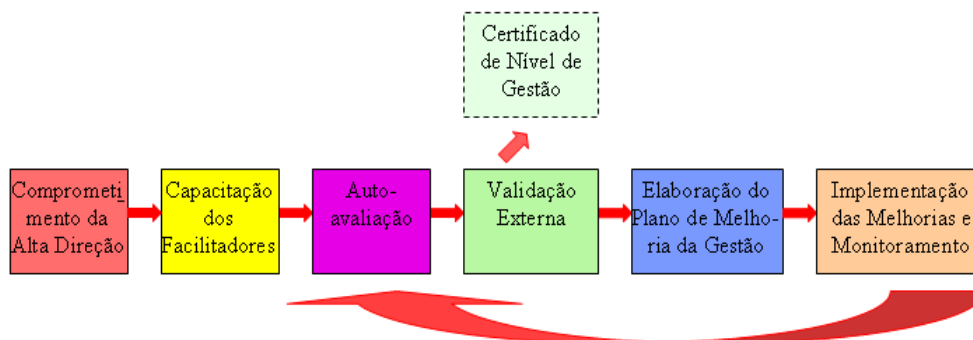 Certificado
de Nível de
Gestão
Comprometi
mento da
Alta Direção
Capacitação
dos
Facilitadores
Auto-
avaliação
Validação
Externa
Elaboração do
Plano de Melho-
ria da Gestão
Implementação
das Melhorias e
Monitoramento